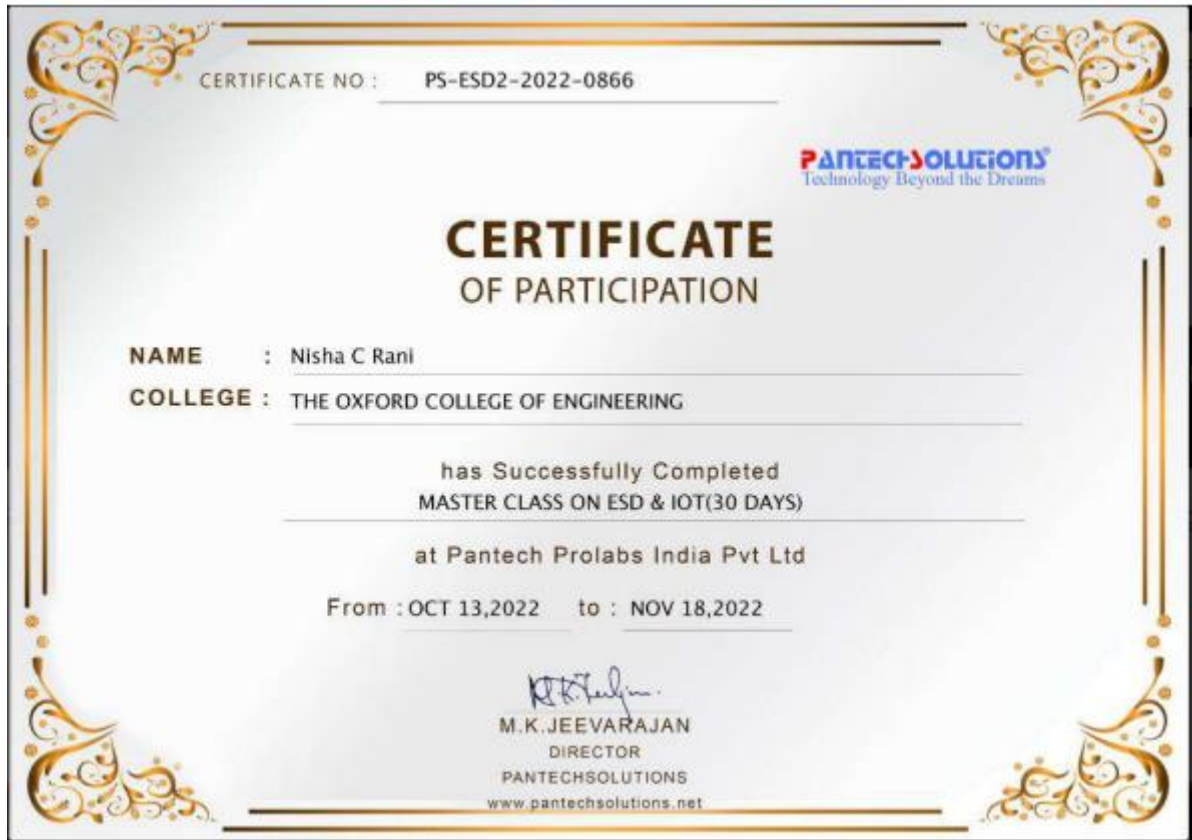 CERTIFICATE NO : PS-ESD2-2022-0866
PANTECHSOLUTIONS®
Technology Beyond the Dreams
CERTIFICATE
OF PARTICIPATION
NAME : Nisha C Rani
COLLEGE : THE OXFORD COLLEGE OF ENGINEERING
has Successfully Completed
MASTER CLASS ON ESD & IOT(30 DAYS)
at Pantech Prolabs India Pvt Ltd
From : OCT 13,2022 to : NOV 18,2022
M.K.JEEVARAJAN
DIRECTOR
PANTECHSOLUTIONS
www.pantechsolutions.net